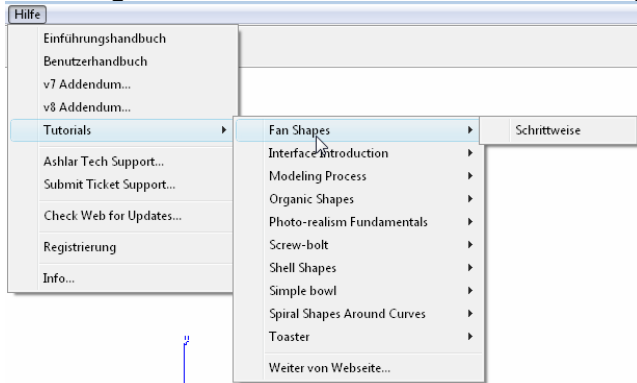 Hilfe
Einführungshandbuch
Benutzerhandbuch
v7 Addendum...
v8 Addendum...
Tutorials
Ashlar Tech Support...
Submit Ticket Support...
Check Web for Updates...
Registrierung
Info...
Fan Shapes
Interface Introduction
Modeling Process
Organic Shapes
Photo-realism Fundamentals
Screw-bolt
Shell Shapes
Simple bowl
Spiral Shapes Around Curves
Toaster
Weiter von Webseite...
Schrittweise
y